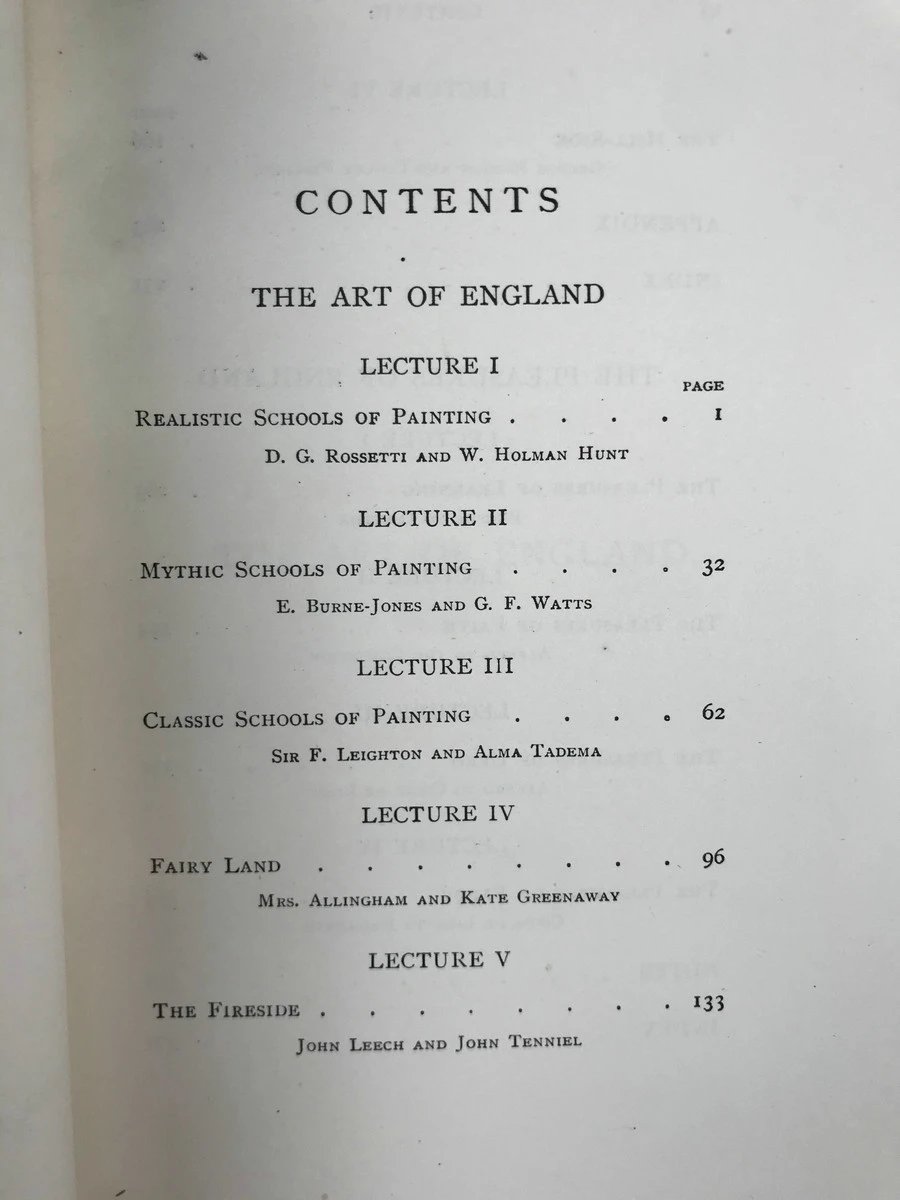 CONTENTS
THE ART OF ENGLAND
LECTURE I
PAGE
REALISTIC SCHOOLS OF PAINTING . . . . 1
D. G. ROSSETTI AND W. HOLMAN HUNT
LECTURE II
MYTHIC SCHOOLS OF PAINTING . . . . 32
E. BURNE-JONES AND G. F. WATTS
LECTURE III
CLASSIC SCHOOLS OF PAINTING . . . . 62
SIR F. LEIGHTON AND ALMA TADEMA
LECTURE IV
FAIRY LAND . . . . . . . . 96
MRS. ALLINGHAM AND KATE GREENAWAY
LECTURE V
THE FIRESIDE . . . . . . . . 133
JOHN LEECH AND JOHN TENNIEL